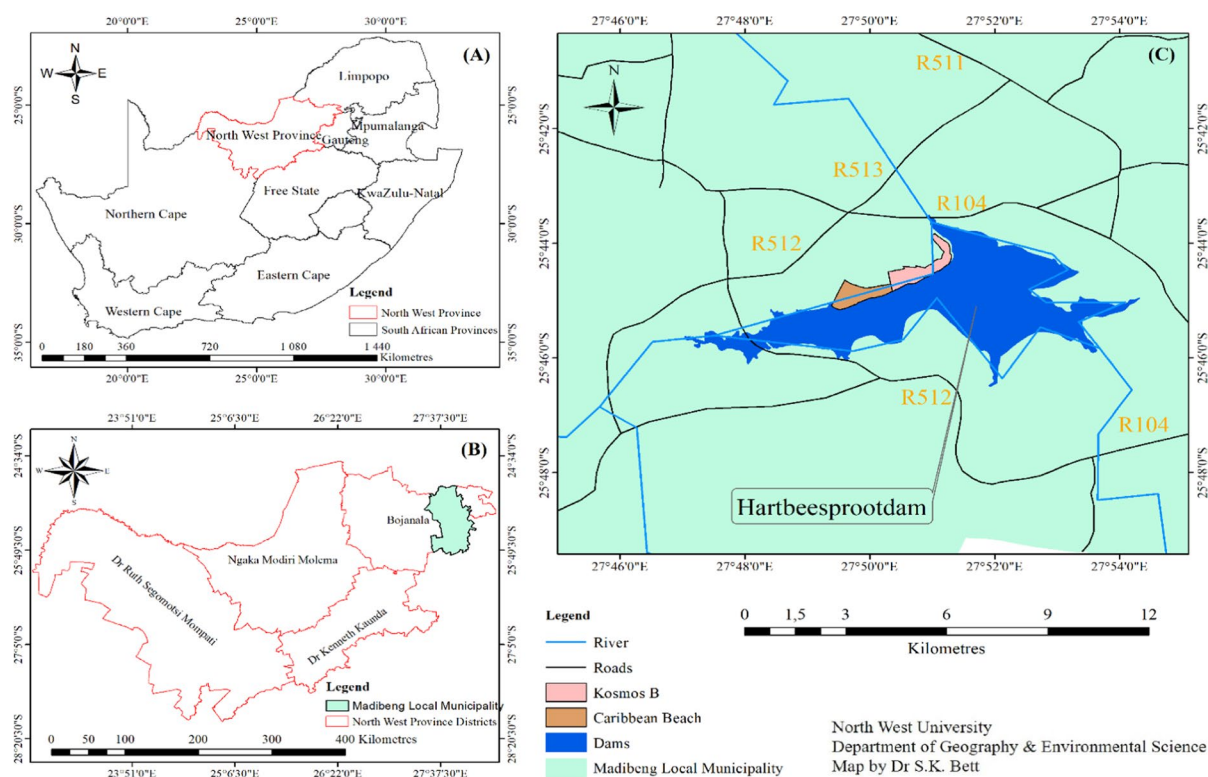 20°0'0"E 25°0'0"E 30°0'0"E
(A)
N
W E
S
25°0'0"S 30°0'0"S 35°0'0"S
25°0'0"S 30°0'0"S 35°0'0"S
Limpopo
North West Province
Mpumalanga
Gauteng
Free State
KwaZulu-Natal
Northern Cape
Eastern Cape
Western Cape
Legend
North West Province
South African Provinces
0 180 360 720 1 080 1 440
Kilometres
20°0'0"E 25°0'0"E 30°0'0"E
23°51'0"E 25°6'30"E 26°22'0"E 27°37'30"E
(B)
N
W E
S
24°34'0"S 25°49'30"S 27°5'0"S 28°20'30"S
24°34'0"S 25°49'30"S 27°5'0"S 28°20'30"S
Bojanala
Ngaka Modiri Molema
Dr Ruth Segomotsi Mompati
Dr Kenneth Kaunda
Legend
Madibeng Local Municipality
North West Province Districts
0 50 100 200 300 400 Kilometres
23°51'0"E 25°6'30"E 26°22'0"E 27°37'30"E
27°46'0"E 27°48'0"E 27°50'0"E 27°52'0"E 27°54'0"E
(C)
N
25°42'0"S 25°44'0"S 25°46'0"S 25°48'0"S
25°42'0"S 25°44'0"S 25°46'0"S 25°48'0"S
R511
R513
R104
R512
R512
R104
Hartbeesprootdam
27°46'0"E 27°48'0"E 27°50'0"E 27°52'0"E 27°54'0"E
Legend
River
Roads
Kosmos B
Caribbean Beach
Dams
Madibeng Local Municipality
0 1,5 3 6 9 12
Kilometres
North West University
Department of Geography & Environmental Science
Map by Dr S.K. Bett